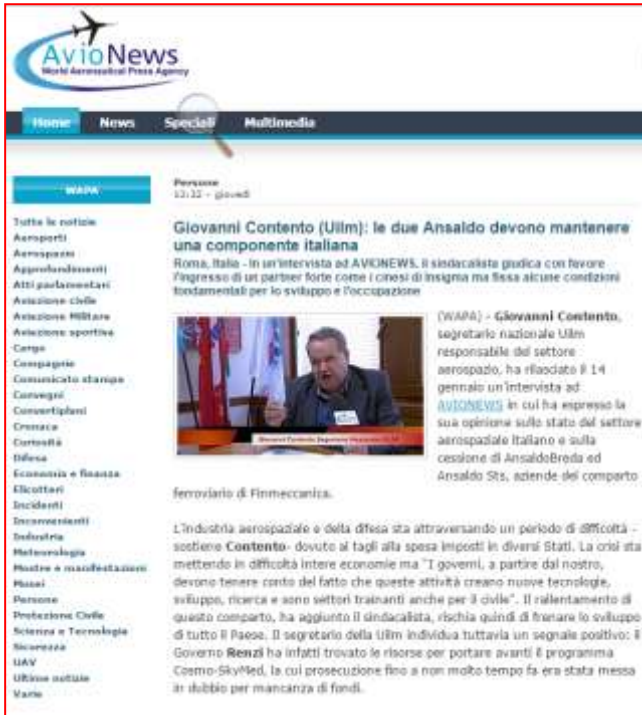 AvioNews
World Aeronautical Press Agency
Home News Speciali Multimedia
WAPA
Tutte le notizie
Aeroporti
Aerospazio
Approfondimenti
Atti parlamentari
Aviazione civile
Aviazione Militare
Aviazione sportiva
Cargo
Compagnie
Comunicato stampa
Convegni
Convertiplani
Cronaca
Curiosità
Difesa
Economia e finanza
Elicotteri
Incidenti
Inconvenienti
Industria
Meteorologia
Mostre e manifestazioni
Musei
Persone
Protezione Civile
Scienza e Tecnologia
Sicurezza
UAV
Ultime notizie
Varie
Persone
- giovedì
Giovanni Contento (Uilm): le due Ansaldo devono mantenere
una componente italiana
Roma, Italia - In un'intervista ad AVIONEWS, il sindacalista giudica con favore
l'ingresso di un partner forte come i cinesi di Insigma ma fissa alcune condizioni
fondamentali per lo sviluppo e l'occupazione
(WAPA) - Giovanni Contento,
segretario nazionale Uilm
responsabile del settore
aerospazio, ha rilasciato il 14
gennaio un'intervista ad
AVIONEWS in cui ha espresso la
sua opinione sullo stato del settore
aerospaziale italiano e sulla
cessione di AnsaldoBreda ed
Ansaldo Sts, aziende del comparto
ferroviario di Finmeccanica.
Giovanni Contento Segretario Nazionale
L'industria aerospaziale e della difesa sta attraversando un periodo di difficoltà -
sostiene Contento- dovuto ai tagli alla spesa imposti in diversi Stati. La crisi sta
mettendo in difficoltà intere economie ma "I governi, a partire dal nostro,
devono tenere conto del fatto che queste attività creano nuove tecnologie,
sviluppo, ricerca e sono settori trainanti anche per il civile". Il rallentamento di
questo comparto, ha aggiunto il sindacalista, rischia quindi di frenare lo sviluppo
di tutto il Paese. Il segretario della Uilm individua tuttavia un segnale positivo: il
Governo Renzi ha infatti trovato le risorse per portare avanti il programma
Cosmo-SkyMed, la cui prosecuzione fino a non molto tempo fa era stata messa
in dubbio per mancanza di fondi.